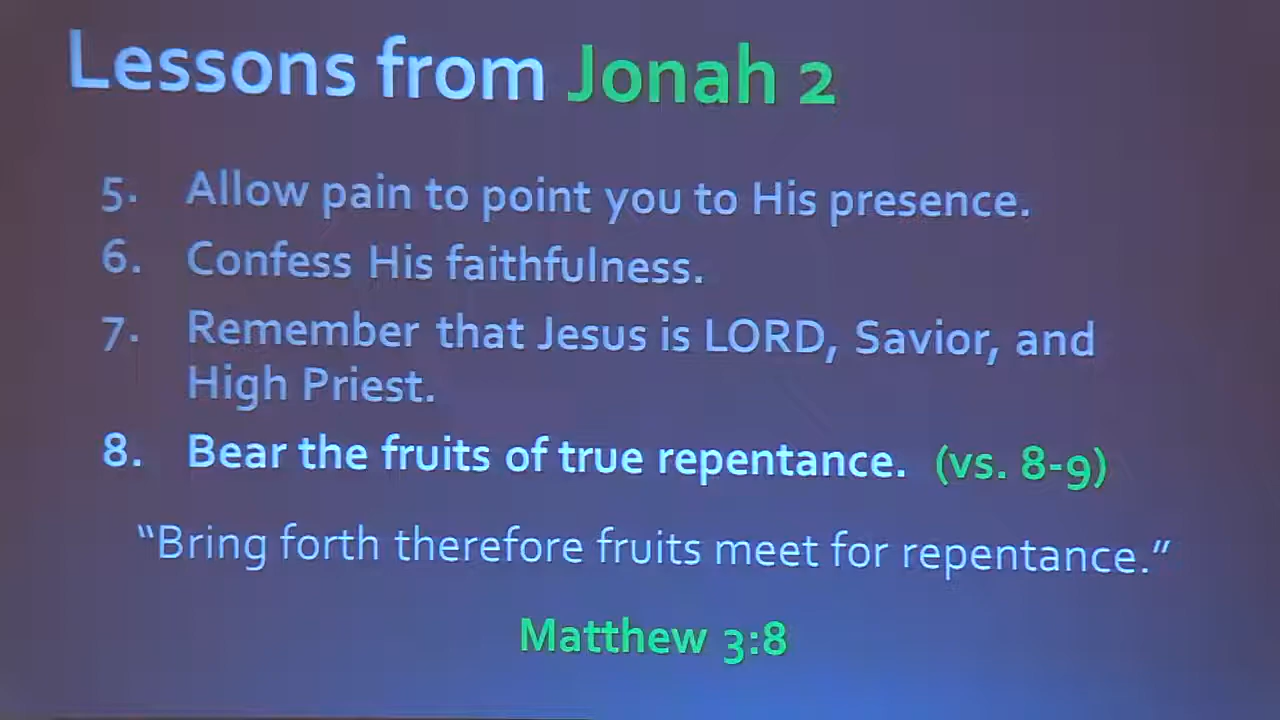 Lessons from Jonah 2
5. Allow pain to point you to His presence.
6. Confess His faithfulness.
7. Remember that Jesus is LORD, Savior, and
High Priest.
8. Bear the fruits of true repentance. (vs. 8-9)
“Bring forth therefore fruits meet for repentance.”
Matthew 3:8